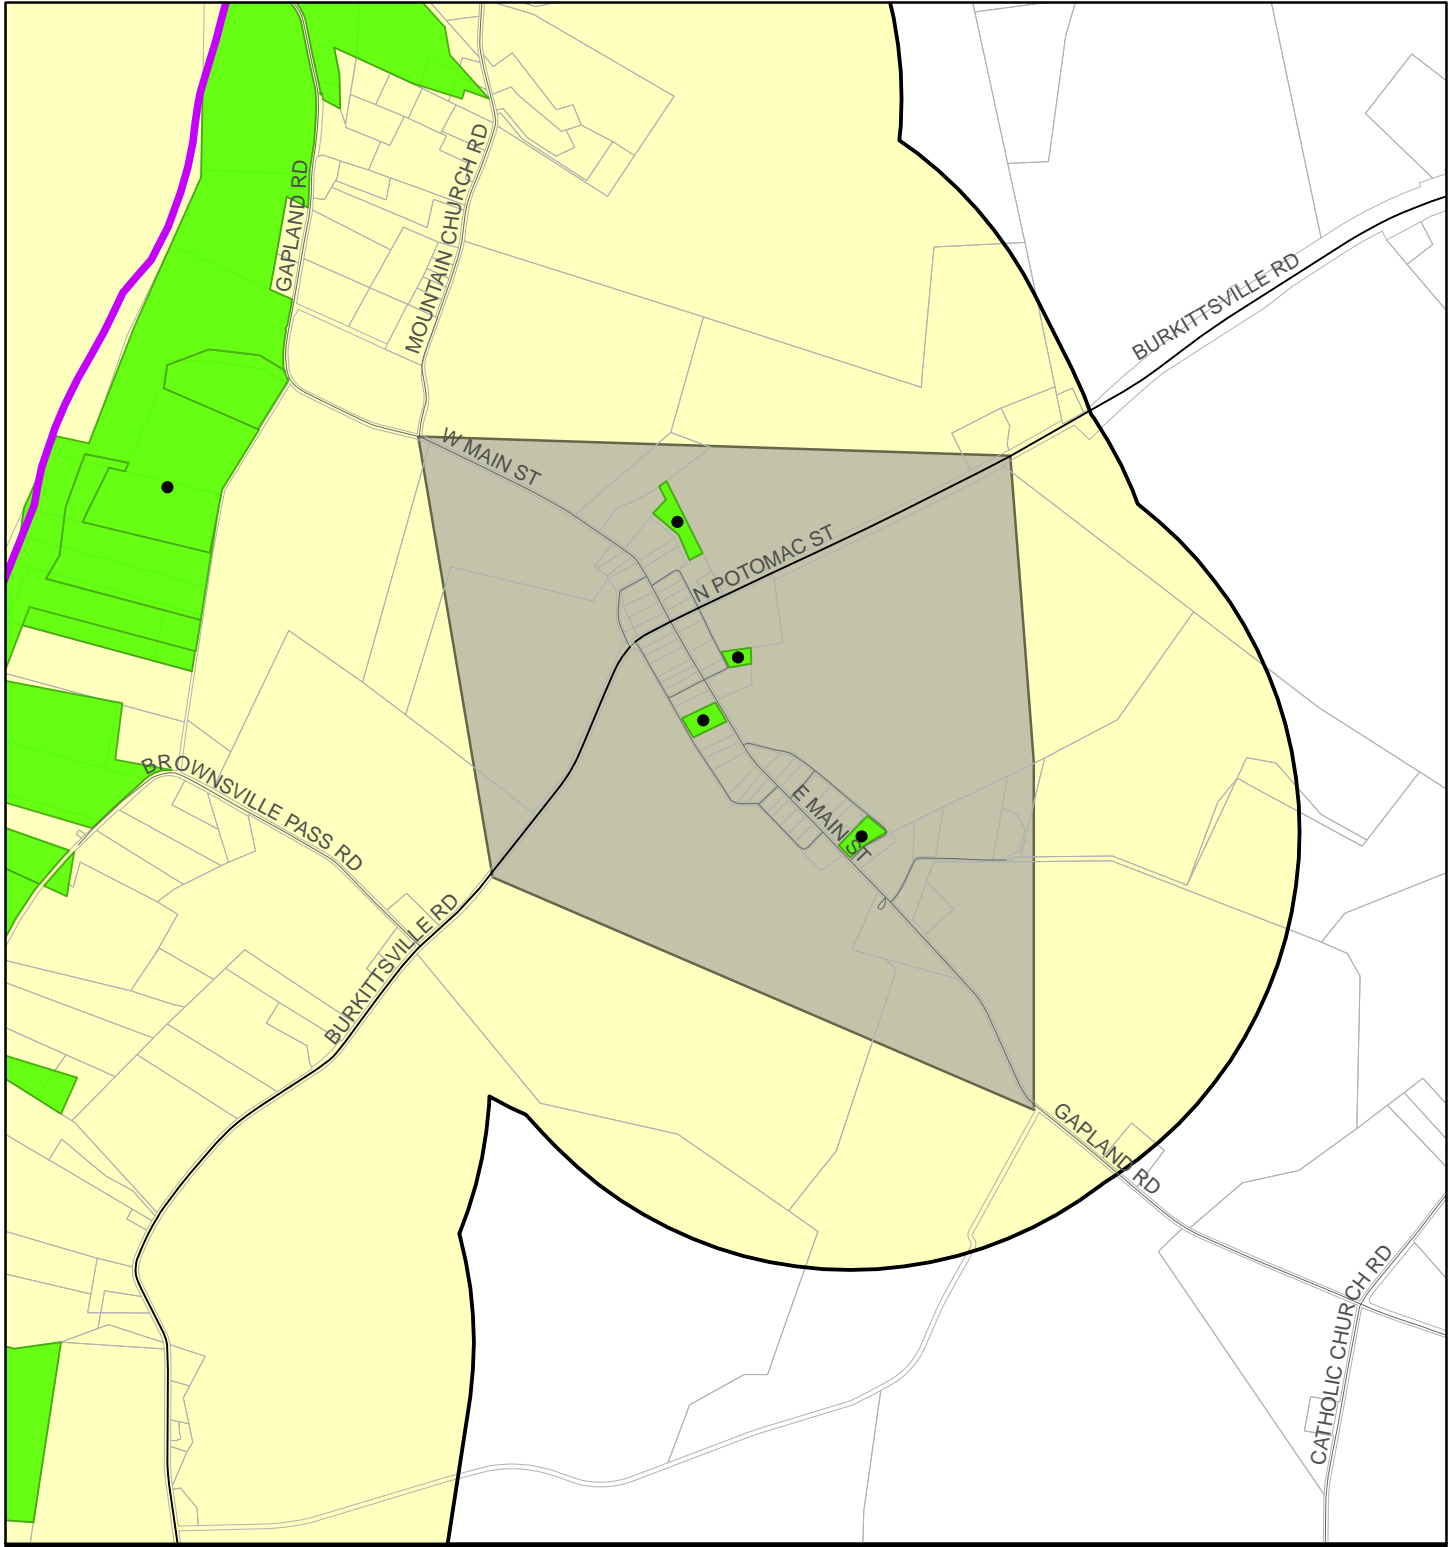 GAPLAND RD
MOUNTAIN CHURCH RD
BURKITTSVILLE RD
W MAIN ST
N POTOMAC ST
BROWNSVILLE PASS RD
E MAIN ST
BURKITTSVILLE RD
GAPLAND RD
CATHOLIC CHURCH RD